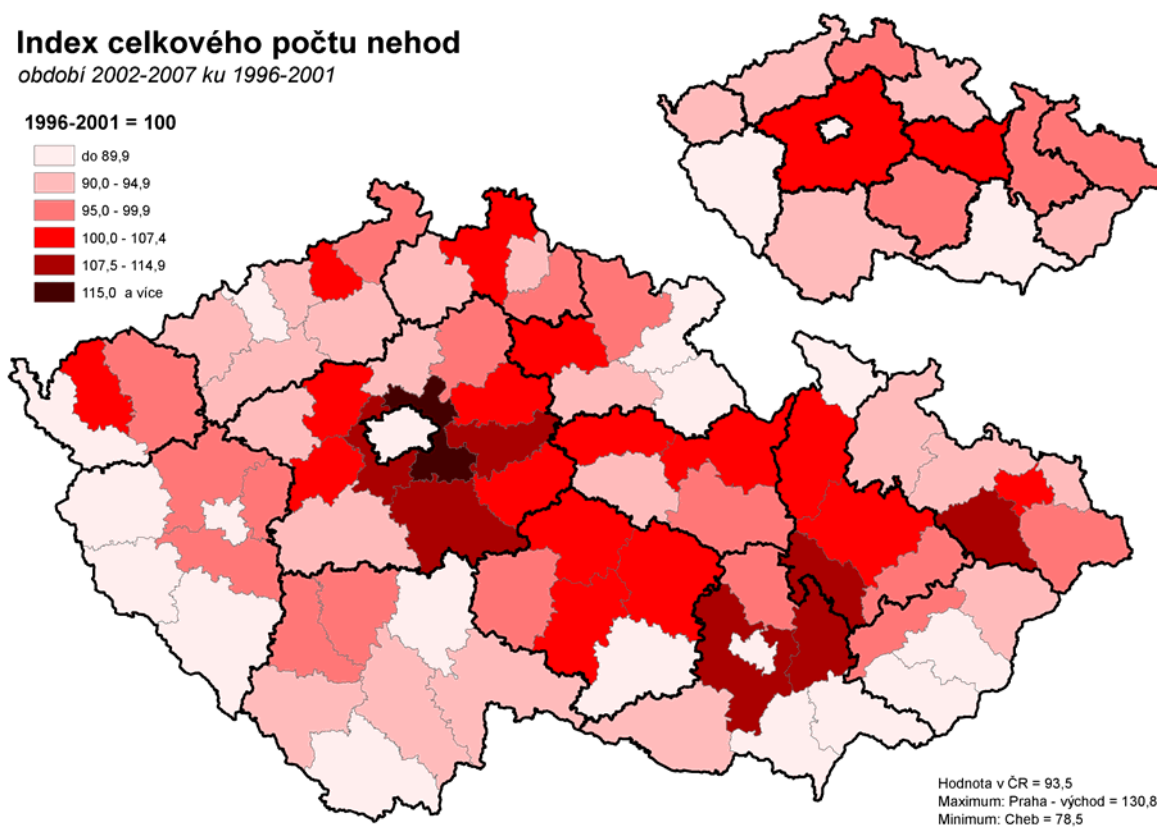 Index celkového počtu nehod
období 2002-2007 ku 1996-2001
1996-2001 = 100
do 89,9
90,0 - 94,9
95,0 - 99,9
100,0 - 107,4
107,5 - 114,9
115,0 a více
Hodnota v ČR = 93,5
Maximum: Praha - východ = 130,8
Minimum: Cheb = 78,5